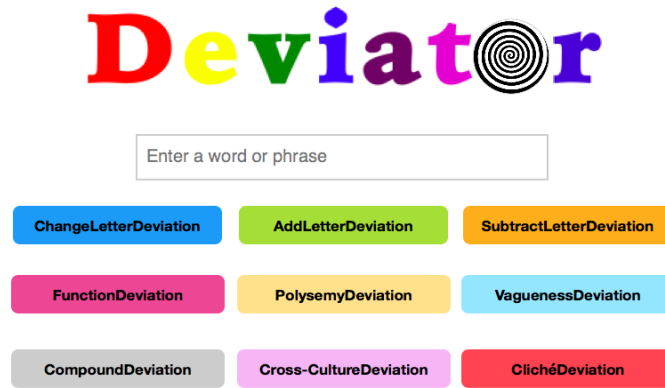 Deviator
Enter a word or phrase
ChangeLetterDeviation AddLetterDeviation SubtractLetterDeviation
FunctionDeviation PolysemyDeviation VaguenessDeviation
CompoundDeviation Cross-CultureDeviation ClichéDeviation